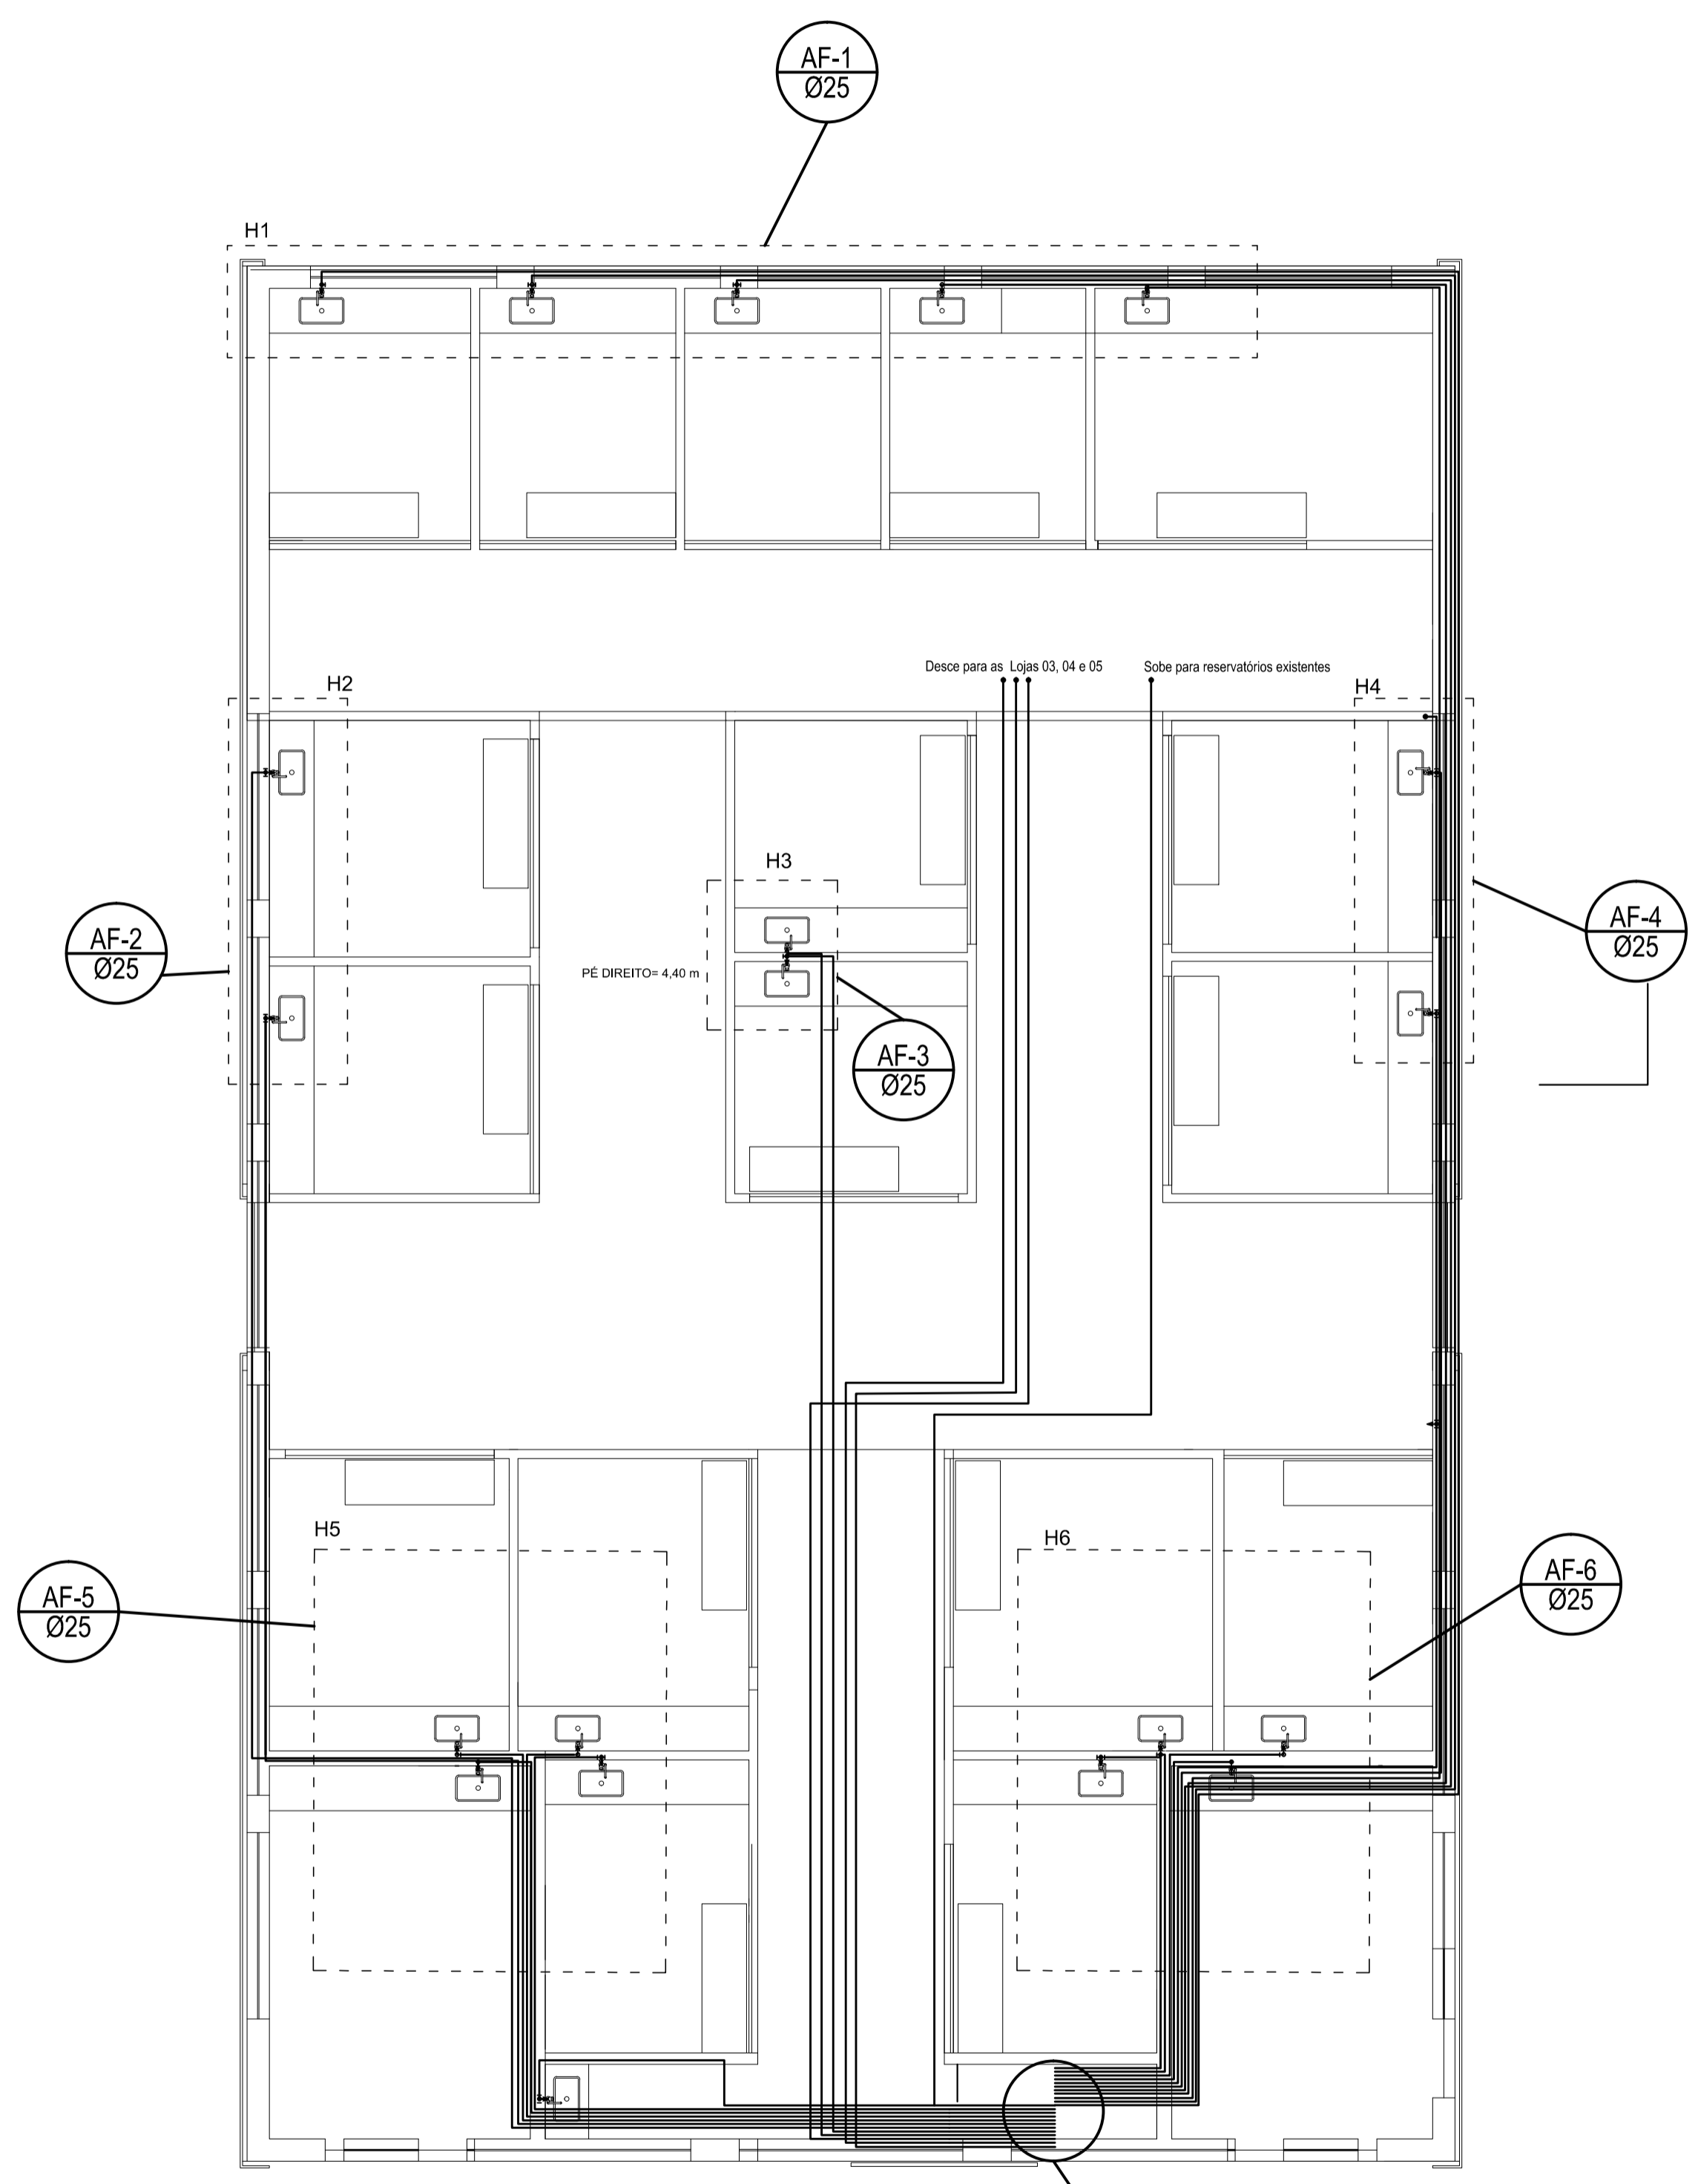 AF-1
Ø25
H1
Desce para as Lojas 03, 04 e 05
Sobe para reservatórios existentes
H2
H4
H3
AF-2
Ø25
PÉ DIREITO= 4,40 m
AF-4
Ø25
AF-3
Ø25
H5
H6
AF-5
Ø25
AF-6
Ø25